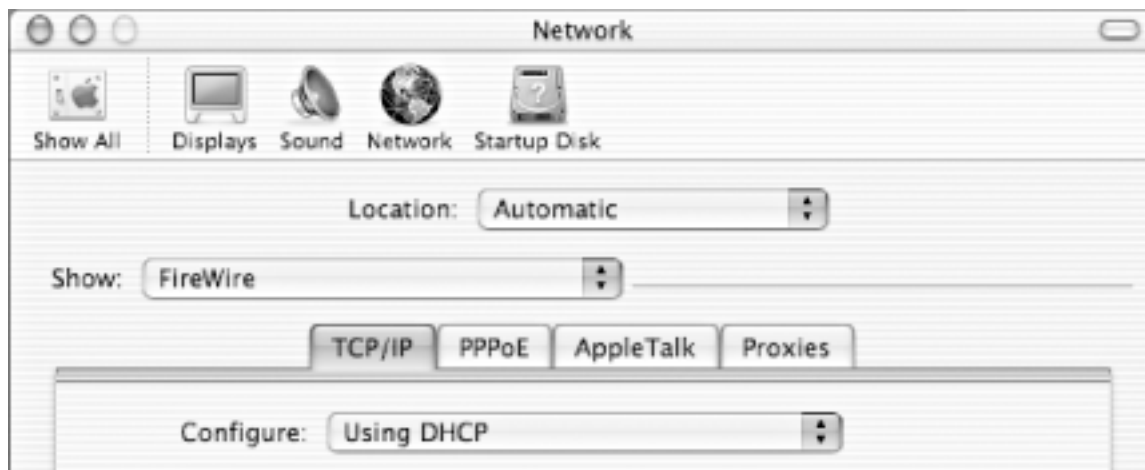 Network
Show All Displays Sound Network Startup Disk
Location: Automatic
Show: FireWire
TCP/IP PPPoE AppleTalk Proxies
Configure: Using DHCP